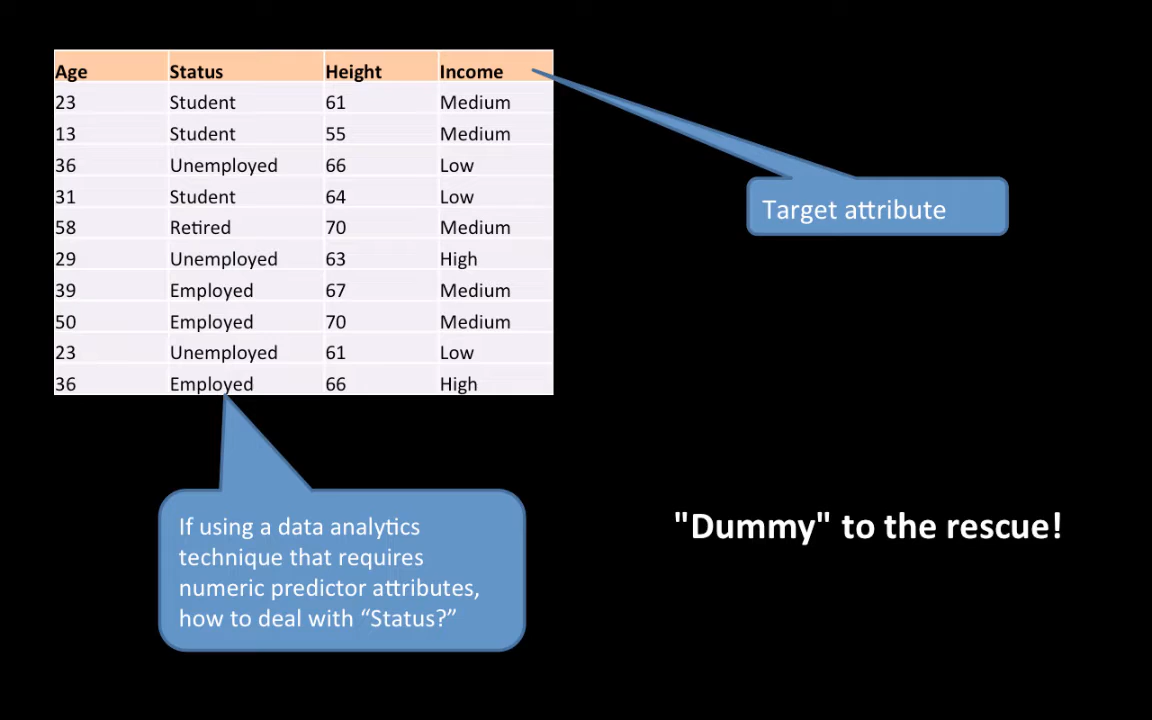 Age Status Height Income
23 Student 61 Medium
13 Student 55 Medium
36 Unemployed 66 Low
31 Student 64 Low
58 Retired 70 Medium
29 Unemployed 63 High
39 Employed 67 Medium
50 Employed 70 Medium
23 Unemployed 61 Low
36 Employed 66 High
Target attribute
If using a data analytics
technique that requires
numeric predictor attributes,
how to deal with “Status?”
"Dummy" to the rescue!